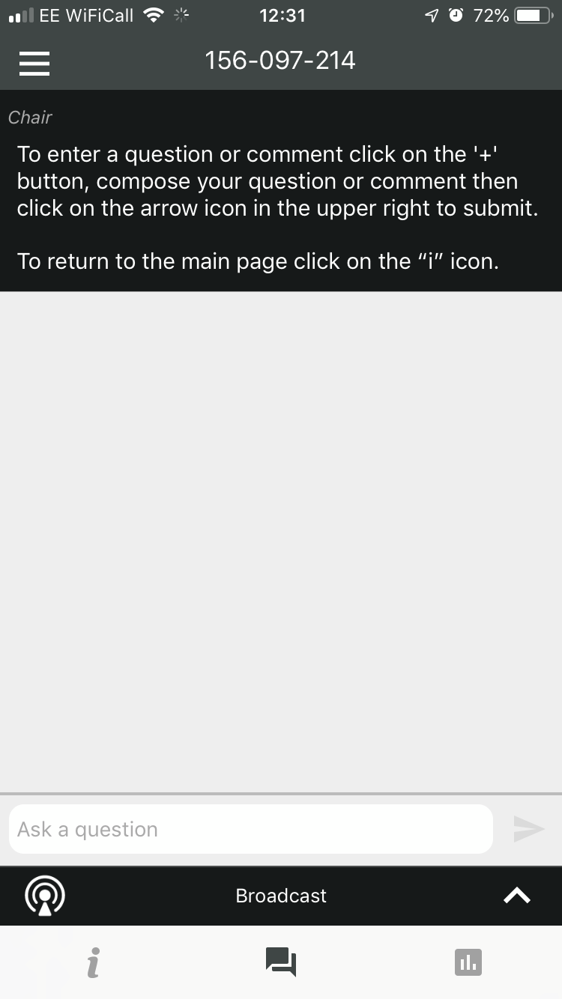 EE WiFiCall 12:31 72%
156-097-214
Chair
To enter a question or comment click on the '+'
button, compose your question or comment then
click on the arrow icon in the upper right to submit.
To return to the main page click on the “i” icon.
Ask a question
Broadcast
i